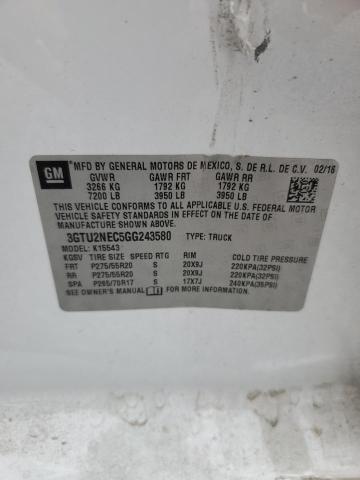 GM
MFD BY GENERAL MOTORS DE MEXICO, S. DE R.L. DE C.V. 02/16
GVWR GAWR FRT GAWR RR
3266 KG 1792 KG 1792 KG
7200 LB 3950 LB 3950 LB
THIS VEHICLE CONFORMS TO ALL APPLICABLE U.S. FEDERAL MOTOR
VEHICLE SAFETY STANDARDS IN EFFECT ON THE DATE OF
MANUFACTURE SHOWN ABOVE.
3GTU2NEC5GG243580 TYPE: TRUCK
MODEL: K15543
KGSV TIRE SIZE SPEED RTG RIM COLD TIRE PRESSURE
FRT P275/55R20 S 20X9J 220KPA(32PSI)
RR P275/55R20 S 20X9J 220KPA(32PSI)
SPA P265/70R17 S 17X7J 240KPA(35PSI)
SEE OWNER'S MANUAL FOR ADDITIONAL INFORMATION.